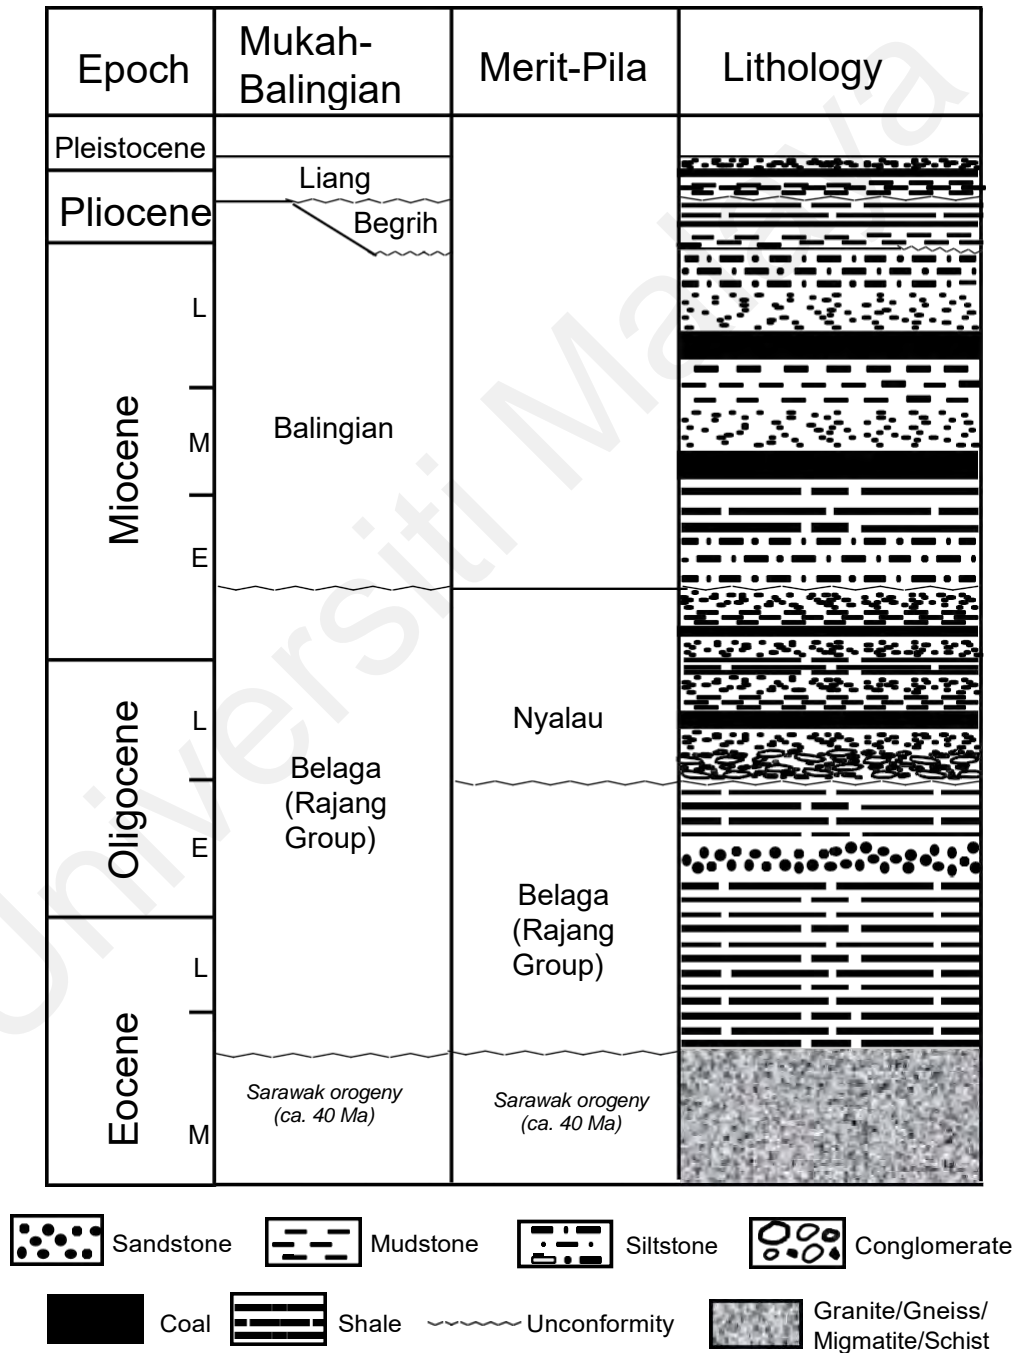 Epoch
Mukah-
Balingian
Merit-Pila
Lithology
Pleistocene
Liang
Pliocene
Begrih
Miocene
L
M
E
Balingian
Oligocene
L
E
Nyalau
Belaga
(Rajang
Group)
Belaga
(Rajang
Group)
Eocene
L
M
Sarawak orogeny
(ca. 40 Ma)
Sarawak orogeny
(ca. 40 Ma)
Sandstone
Mudstone
Siltstone
Conglomerate
Coal
Shale
Unconformity
Granite/Gneiss/
Migmatite/Schist
Universiti Malaya